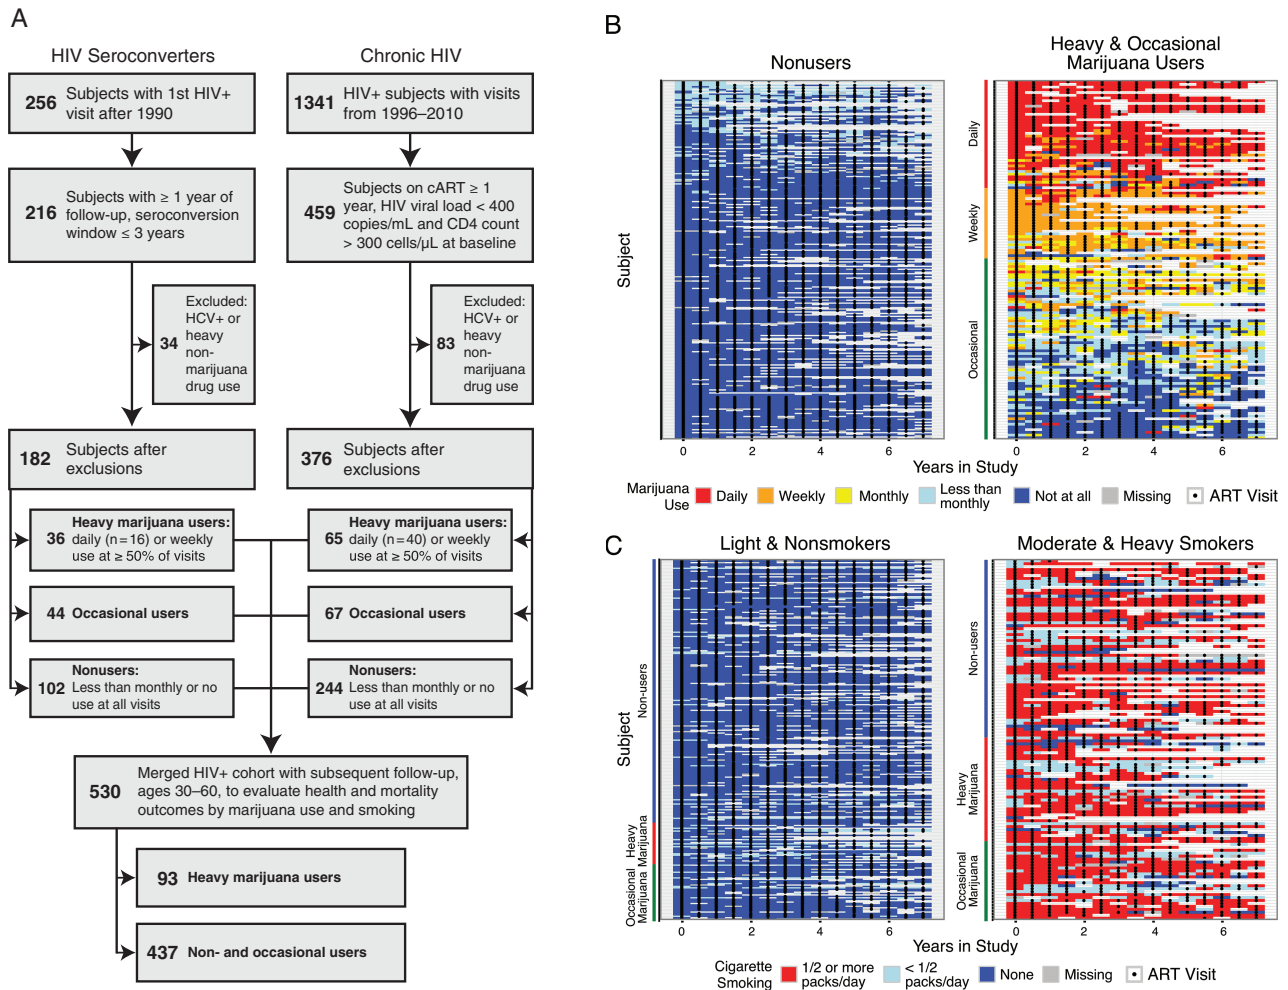 A
HIV Seroconverters
Chronic HIV
256 Subjects with 1st HIV+
visit after 1990
1341 HIV+ subjects with visits
from 1996–2010
216 Subjects with ≥ 1 year of
follow-up, seroconversion
window ≤ 3 years
459 Subjects on cART ≥ 1
year, HIV viral load < 400
copies/mL and CD4 count
> 300 cells/µL at baseline
34 Excluded:
HCV+ or
heavy
non-
marijuana
drug use
83 Excluded:
HCV+ or
heavy
non-
marijuana
drug use
182 Subjects after
exclusions
376 Subjects after
exclusions
36 Heavy marijuana users:
daily (n=16) or weekly
use at ≥ 50% of visits
65 Heavy marijuana users:
daily (n=40) or weekly
use at ≥ 50% of visits
44 Occasional users
67 Occasional users
102 Nonusers:
Less than monthly or no
use at all visits
244 Nonusers:
Less than monthly or no
use at all visits
530 Merged HIV+ cohort with subsequent follow-up,
ages 30–60, to evaluate health and mortality
outcomes by marijuana use and smoking
93 Heavy marijuana users
437 Non- and occasional users
B
Nonusers
Heavy & Occasional
Marijuana Users
Subject
Daily
Weekly
Occasional
0 2 4 6
0 2 4 6
Years in Study
Marijuana
Use
Daily
Weekly
Monthly
Less than
monthly
Not at all
Missing
ART Visit
C
Light & Nonsmokers
Moderate & Heavy Smokers
Subject
Non-users
Heavy
Marijuana
Occasional
Marijuana
Non-users
Heavy
Marijuana
Occasional
Marijuana
0 2 4 6
0 2 4 6
Years in Study
Cigarette
Smoking
1/2 or more
packs/day
< 1/2
packs/day
None
Missing
ART Visit